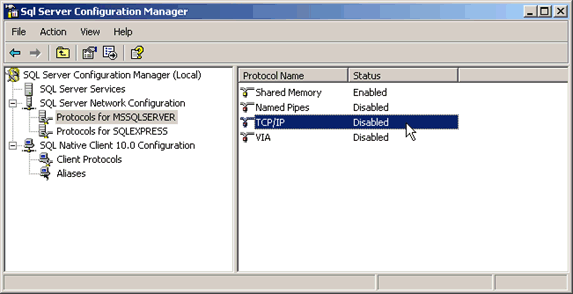 Sql Server Configuration Manager
File Action View Help
SQL Server Configuration Manager (Local)
SQL Server Services
SQL Server Network Configuration
Protocols for MSSQLSERVER
Protocols for SQLEXPRESS
SQL Native Client 10.0 Configuration
Client Protocols
Aliases
Protocol Name Status
Shared Memory Enabled
Named Pipes Disabled
TCP/IP Disabled
VIA Disabled